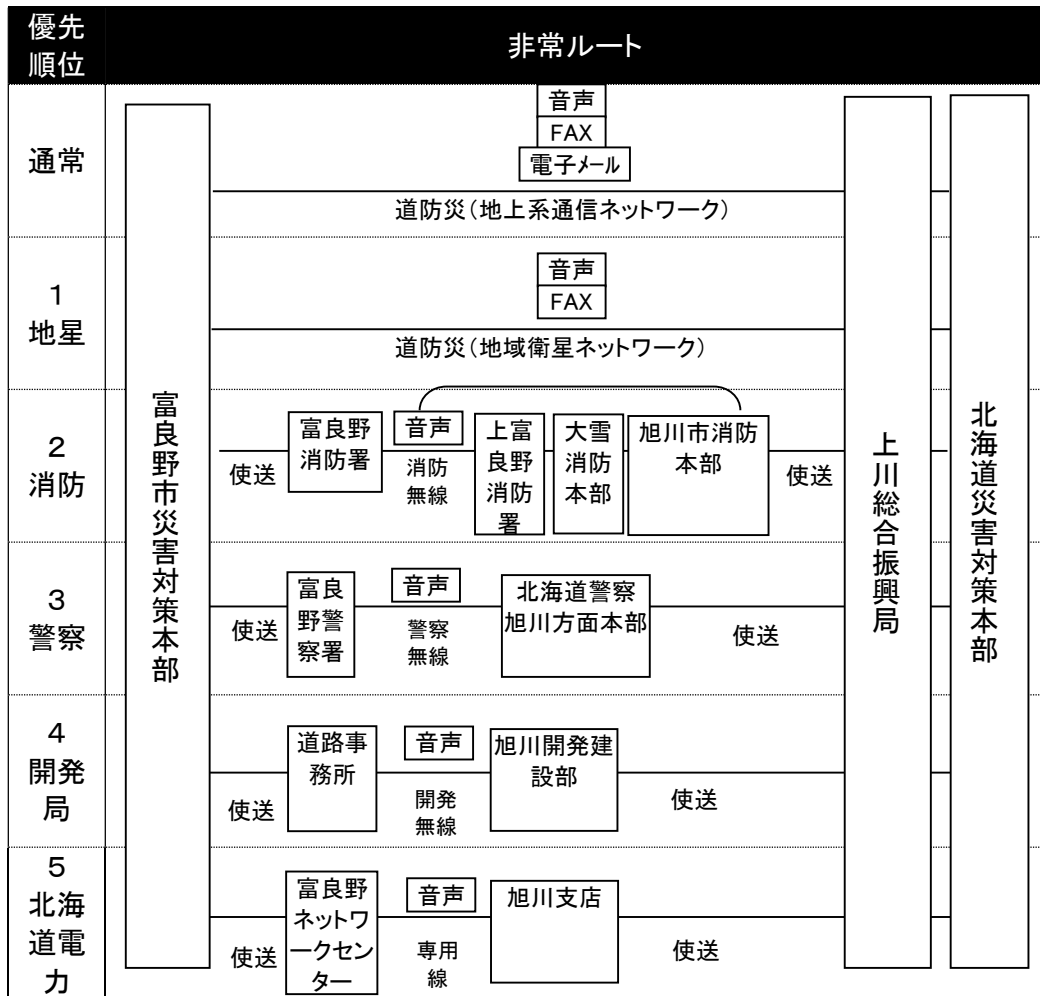 優先
順位
非常ルート
通常
音声
FAX
電子メール
道防災(地上系通信ネットワーク)
1
地星
音声
FAX
道防災(地域衛星ネットワーク)
2
消防
使送
富良野
消防署
音声
消防
無線
上富
良野
消防
署
大雪
消防
本部
旭川市消防
本部
使送
3
警察
使送
富良
野警
察署
音声
警察
無線
北海道警察
旭川方面本部
使送
4
開発
局
使送
道路事
務所
音声
開発
無線
旭川開発建
設部
使送
5
北海
道電
力
使送
富良野
ネットワ
ークセン
ター
音声
専用
線
旭川支店
使送
富良野市災害対策本部
上川総合振興局
北海道災害対策本部